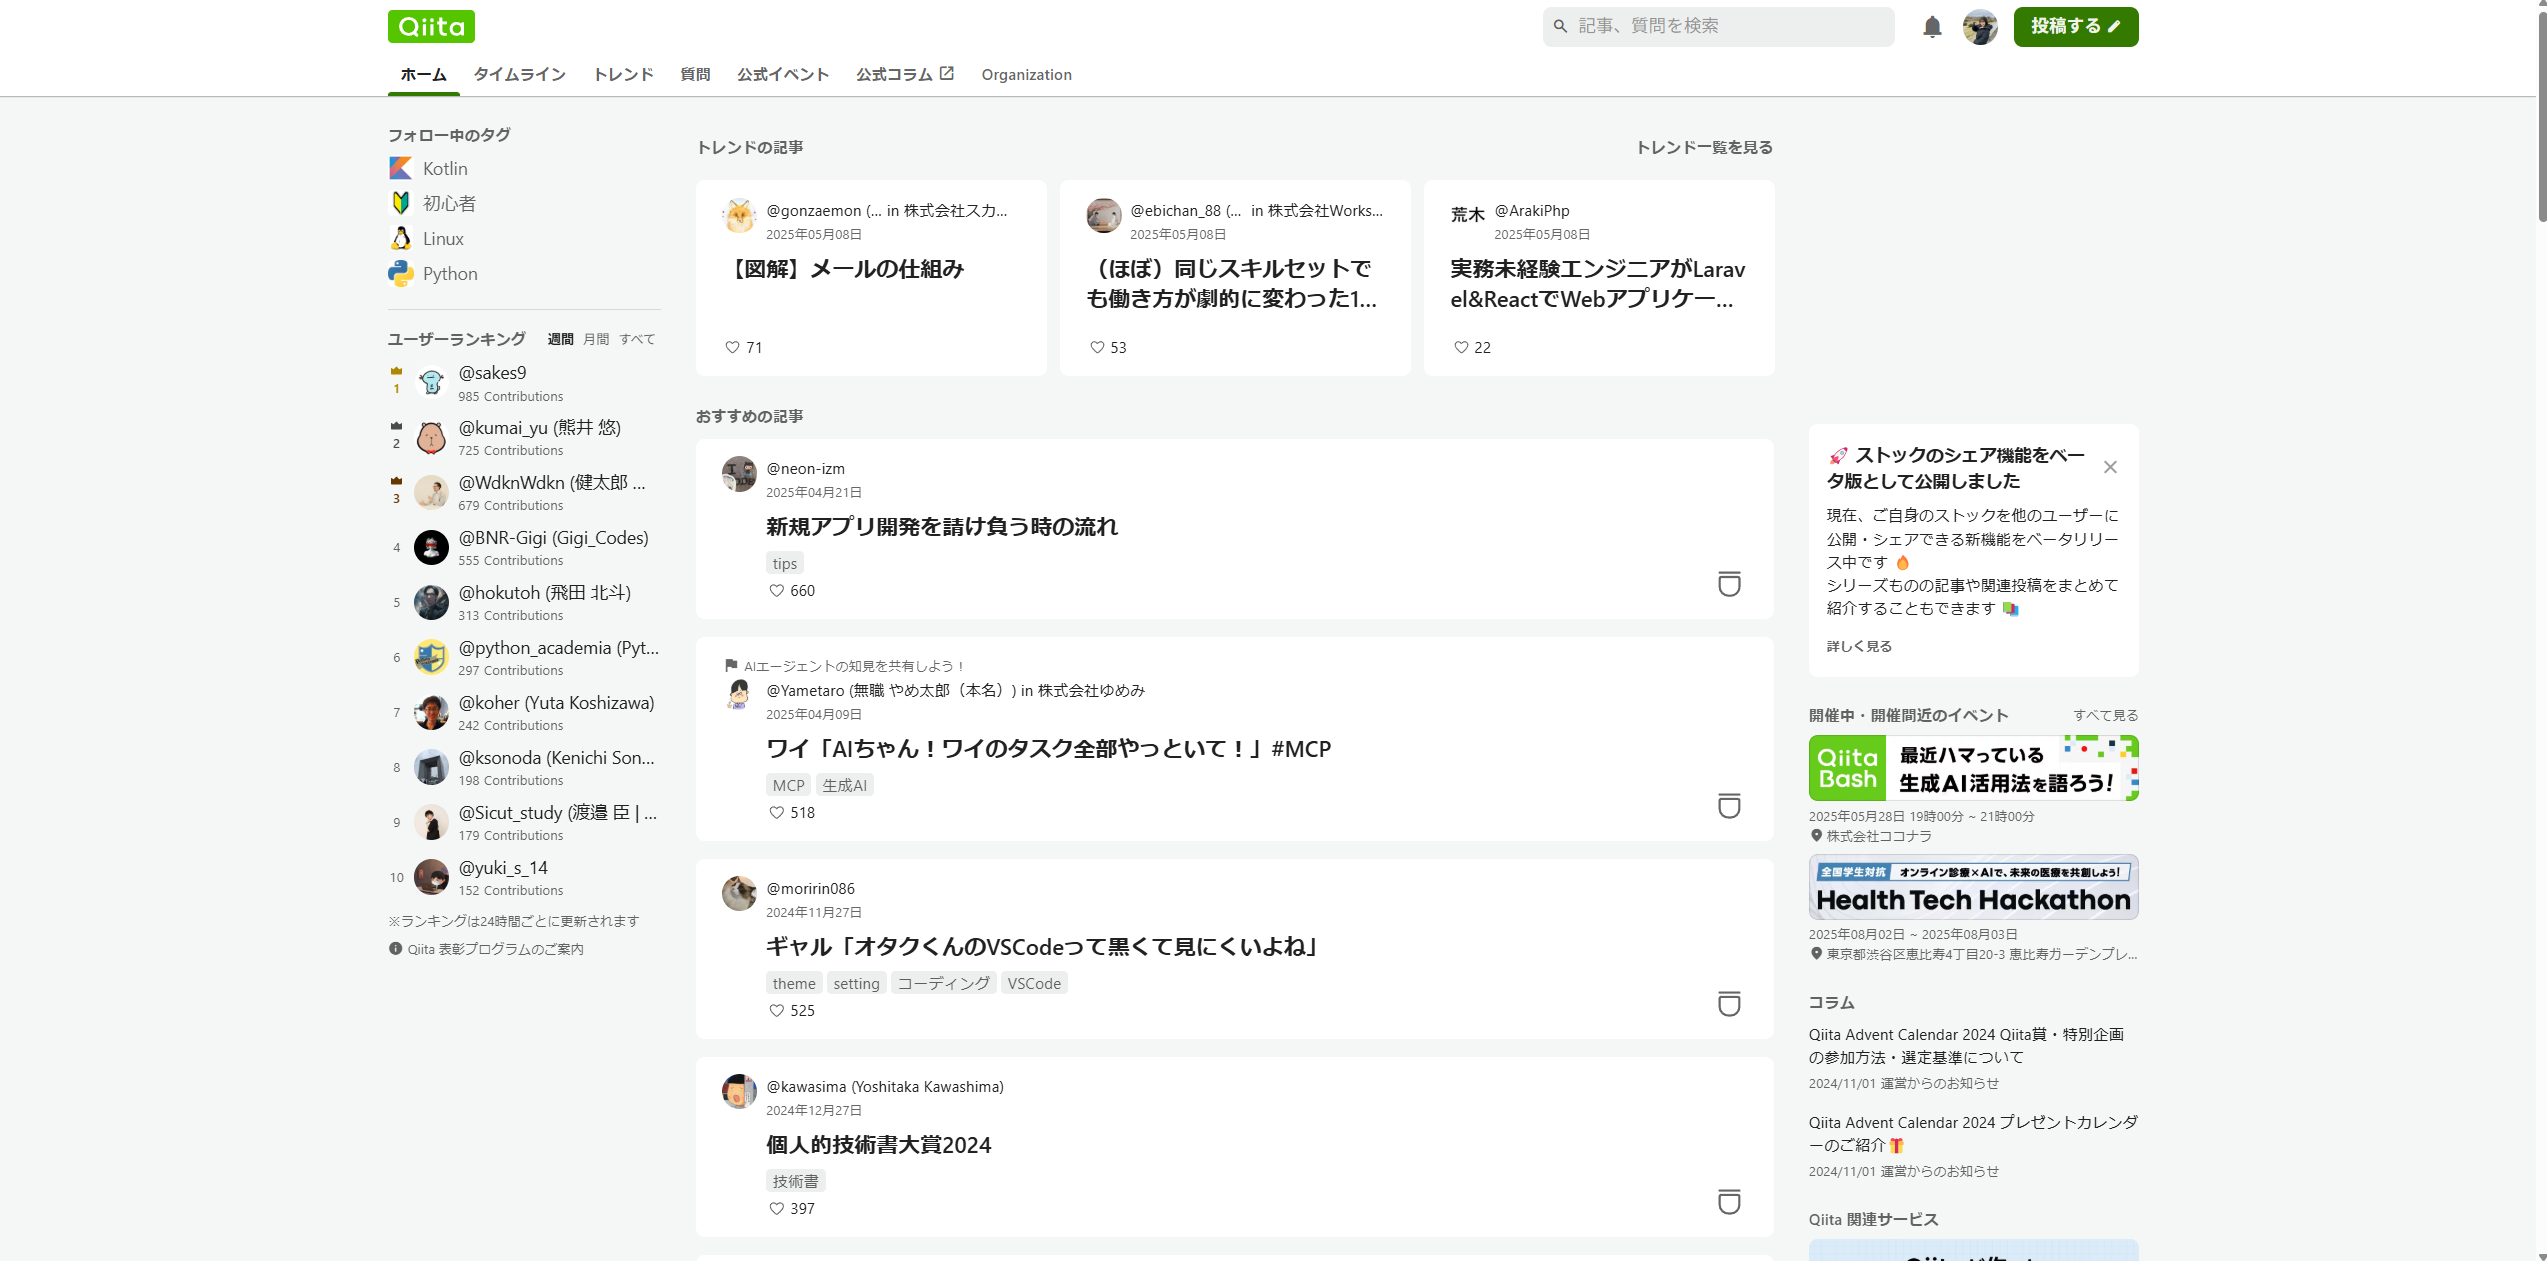 Qiita
記事、質問を検索
投稿する
ホーム タイムライン トレンド 質問 公式イベント 公式コラム Organization
フォロー中のタグ
Kotlin
初心者
Linux
Python
ユーザーランキング 週間 月間 すべて
1 @sakes9
985 Contributions
2 @kumai_yu (熊井 悠)
725 Contributions
3 @WdknWdkn (健太郎 ...
679 Contributions
4 @BNR-Gigi (Gigi_Codes)
555 Contributions
5 @hokutoh (飛田 北斗)
313 Contributions
6 @python_academia (Pyt...
297 Contributions
7 @koher (Yuta Koshizawa)
242 Contributions
8 @ksonoda (Kenichi Son...
198 Contributions
9 @Sicut_study (渡邉 臣 | ...
179 Contributions
10 @yuki_s_14
152 Contributions
※ランキングは24時間ごとに更新されます
Qiita 表彰プログラムのご案内
トレンドの記事 トレンド一覧を見る
@gonzaemon (... in 株式会社スカ...
2025年05月08日
【図解】メールの仕組み
71
@ebichan_88 (... in 株式会社Works...
2025年05月08日
（ほぼ）同じスキルセットで
も働き方が劇的に変わった1...
53
荒木 @ArakiPhp
2025年05月08日
実務未経験エンジニアがLarav
el&ReactでWebアプリケー...
22
おすすめの記事
@neon-izm
2025年04月21日
新規アプリ開発を請け負う時の流れ
tips
660
AIエージェントの知見を共有しよう！
@Yametaro (無職 やめ太郎（本名）) in 株式会社ゆめみ
2025年04月09日
ワイ「AIちゃん！ワイのタスク全部やっといて！」#MCP
MCP 生成AI
518
@moririn086
2024年11月27日
ギャル「オタクくんのVSCodeって黒くて見にくいよね」
theme setting コーディング VSCode
525
@kawasima (Yoshitaka Kawashima)
2024年12月27日
個人的技術書大賞2024
技術書
397
ストックのシェア機能をベー
タ版として公開しました
現在、ご自身のストックを他のユーザーに
公開・シェアできる新機能をベータリリー
ス中です
シリーズものの記事や関連投稿をまとめて
紹介することもできます
詳しく見る
開催中・開催間近のイベント すべて見る
Qiita Bash
最近ハマっている
生成AI活用法を語ろう！
2025年05月28日 19時00分 ~ 21時00分
株式会社ココナラ
全国学生対抗 オンライン診療×AIで、未来の医療を共創しよう！
Health Tech Hackathon
2025年08月02日 ~ 2025年08月03日
東京都渋谷区恵比寿4丁目20-3 恵比寿ガーデンプレ...
コラム
Qiita Advent Calendar 2024 Qiita賞・特別企画
の参加方法・選定基準について
2024/11/01 運営からのお知らせ
Qiita Advent Calendar 2024 プレゼントカレンダ
ーのご紹介
2024/11/01 運営からのお知らせ
Qiita 関連サービス